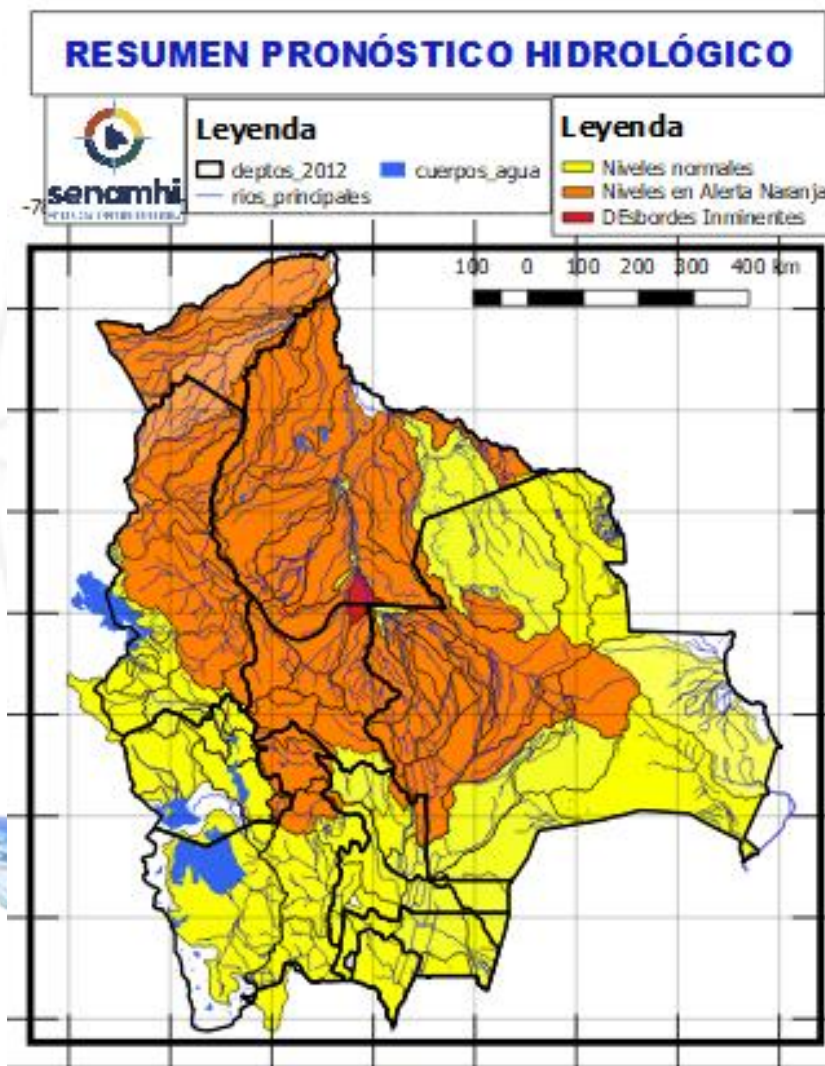 RESUMEN PRONÓSTICO HIDROLÓGICO
senamhi
Leyenda
deptos_2012
cuerpos_agua
rios_principales
Leyenda
Niveles normales
Niveles en Alerta Naranja
DEsbordes Inminentes
100 0 100 200 300 400 km